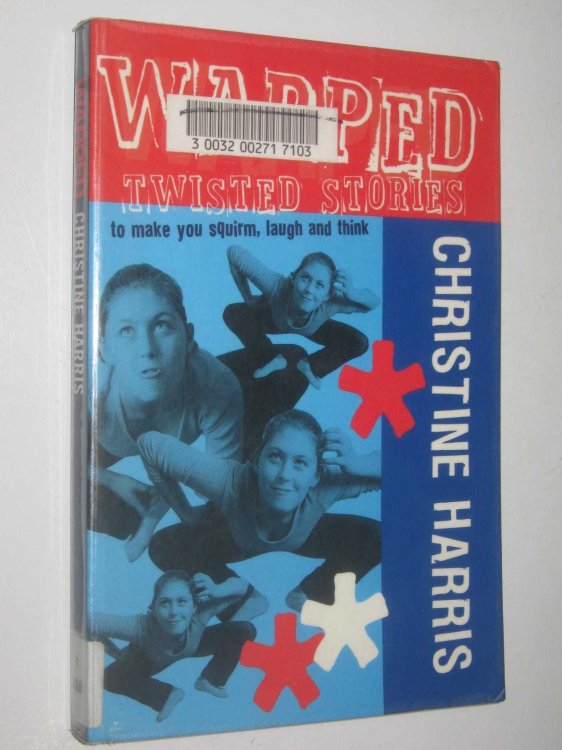 WARPED
3 0032 00271 7103
TWISTED STORIES
to make you squirm, laugh and think
CHRISTINE HARRIS
WARPED CHRISTINE HARRIS